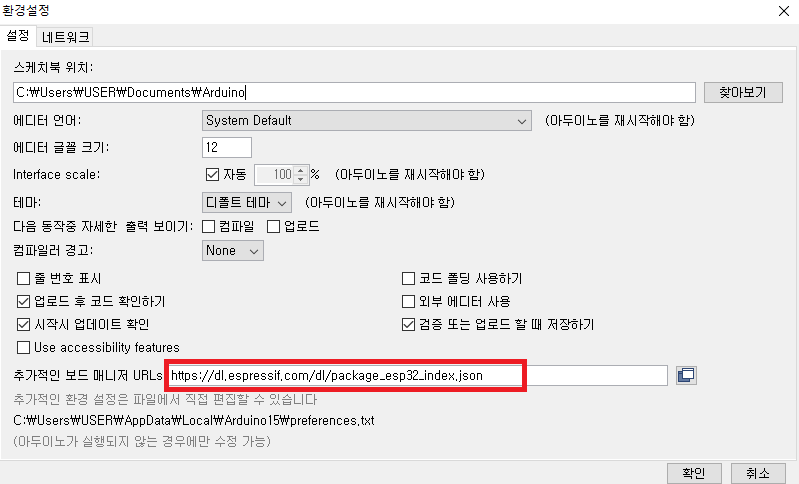 환경설정
설정 네트워크
스케치북 위치:
C:₩Users₩USER₩Documents₩Arduino 찾아보기
에디터 언어: System Default (아두이노를 재시작해야 함)
에디터 글꼴 크기: 12
Interface scale: 자동 100 % (아두이노를 재시작해야 함)
테마: 디폴트 테마 (아두이노를 재시작해야 함)
다음 동작중 자세한 출력 보이기: 컴파일 업로드
컴파일러 경고: None
줄 번호 표시 코드 폴딩 사용하기
업로드 후 코드 확인하기 외부 에디터 사용
시작시 업데이트 확인 검증 또는 업로드 할 때 저장하기
Use accessibility features
추가적인 보드 매니저 URLs: https://dl.espressif.com/dl/package_esp32_index.json
추가적인 환경 설정은 파일에서 직접 편집할 수 있습니다
C:₩Users₩USER₩AppData₩Local₩Arduino15₩preferences.txt
(아두이노가 실행되지 않는 경우에만 수정 가능)
확인 취소